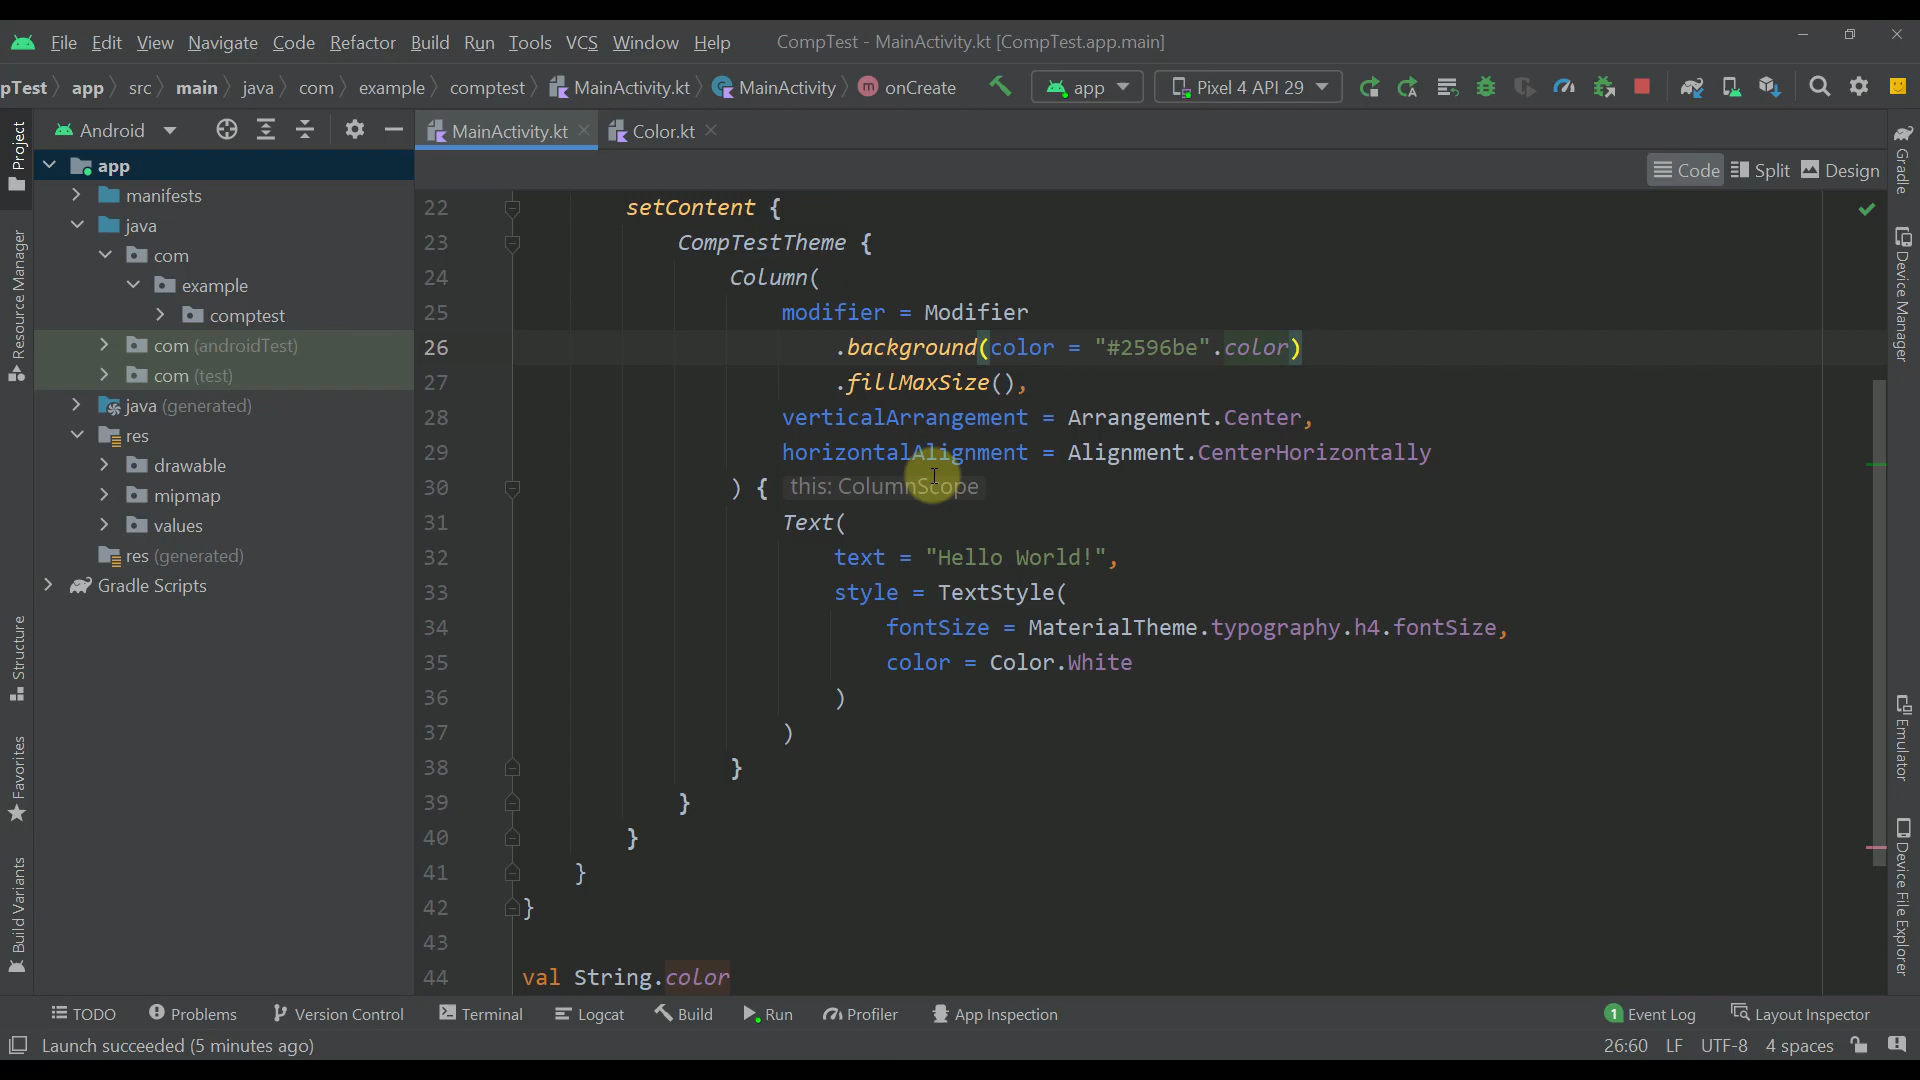 File Edit View Navigate Code Refactor Build Run Tools VCS Window Help CompTest - MainActivity.kt [CompTest.app.main]
pTest app src main java com example comptest MainActivity.kt MainActivity m onCreate app Pixel 4 API 29
Android
MainActivity.kt Color.kt
Code Split Design
Project
Resource Manager
Structure
Favorites
Build Variants
app
manifests
java
com
example
comptest
com (androidTest)
com (test)
java (generated)
res
drawable
mipmap
values
res (generated)
Gradle Scripts
22 setContent {
23 CompTestTheme {
24 Column(
25 modifier = Modifier
26 .background(color = "#2596be".color)
27 .fillMaxSize(),
28 verticalArrangement = Arrangement.Center,
29 horizontalAlignment = Alignment.CenterHorizontally
30 ) { this: ColumnScope
31 Text(
32 text = "Hello World!",
33 style = TextStyle(
34 fontSize = MaterialTheme.typography.h4.fontSize,
35 color = Color.White
36 )
37 )
38 }
39 }
40 }
41 }
42 }
43
44 val String.color
Gradle
Device Manager
Emulator
Device File Explorer
TODO Problems Version Control Terminal Logcat Build Run Profiler App Inspection 1 Event Log Layout Inspector
Launch succeeded (5 minutes ago) 26:60 LF UTF-8 4 spaces